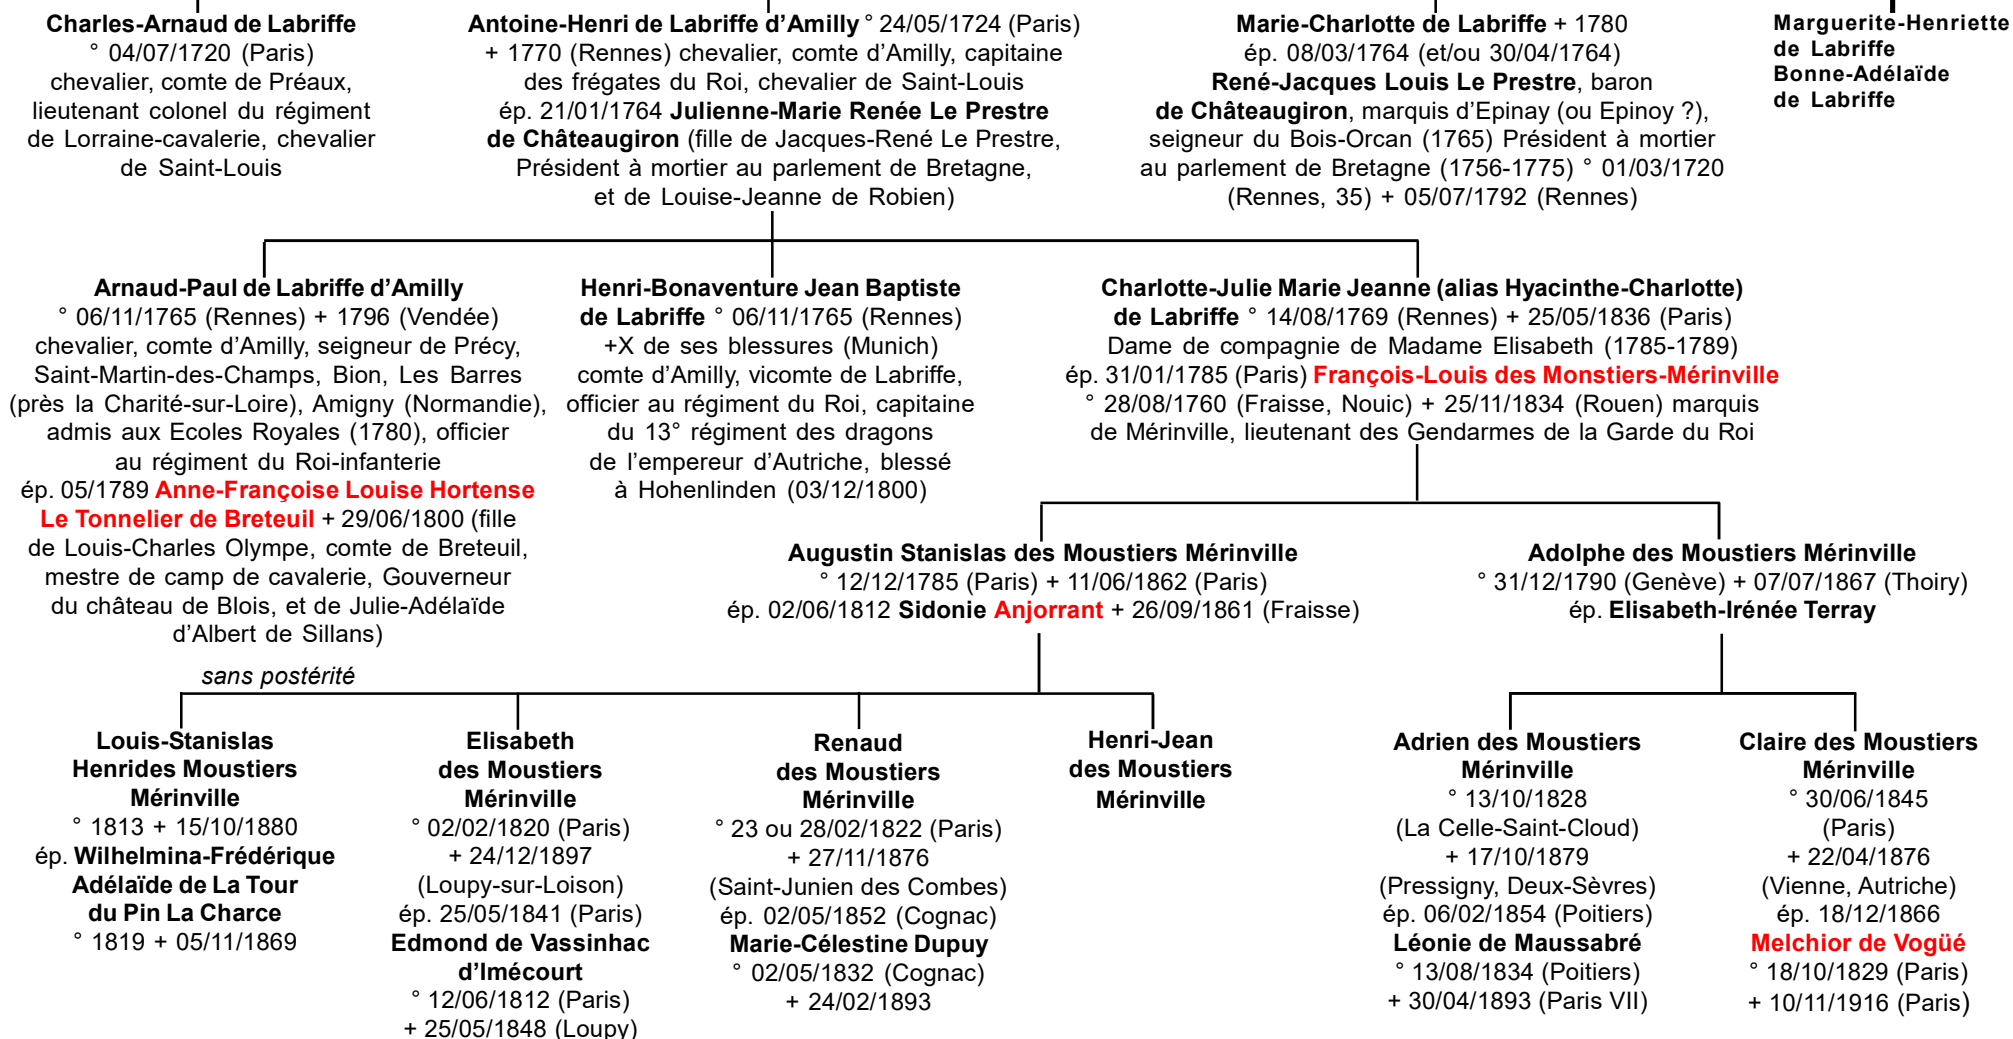 Charles-Arnaud de Labriffe
° 04/07/1720 (Paris)
chevalier, comte de Préaux,
lieutenant colonel du régiment
de Lorraine-cavalerie, chevalier
de Saint-Louis
Antoine-Henri de Labriffe d'Amilly ° 24/05/1724 (Paris)
+ 1770 (Rennes) chevalier, comte d'Amilly, capitaine
des frégates du Roi, chevalier de Saint-Louis
ép. 21/01/1764 Julienne-Marie Renée Le Prestre
de Châteaugiron (fille de Jacques-René Le Prestre,
Président à mortier au parlement de Bretagne,
et de Louise-Jeanne de Robien)
Marie-Charlotte de Labriffe + 1780
ép. 08/03/1764 (et/ou 30/04/1764)
René-Jacques Louis Le Prestre, baron
de Châteaugiron, marquis d'Epinay (ou Epinoy ?),
seigneur du Bois-Orcan (1765) Président à mortier
au parlement de Bretagne (1756-1775) ° 01/03/1720
(Rennes, 35) + 05/07/1792 (Rennes)
Marguerite-Henriette
de Labriffe
Bonne-Adélaïde
de Labriffe
Arnaud-Paul de Labriffe d'Amilly
° 06/11/1765 (Rennes) + 1796 (Vendée)
chevalier, comte d'Amilly, seigneur de Précy,
Saint-Martin-des-Champs, Bion, Les Barres
(près la Charité-sur-Loire), Amigny (Normandie),
admis aux Ecoles Royales (1780), officier
au régiment du Roi-infanterie
ép. 05/1789 Anne-Françoise Louise Hortense
Le Tonnelier de Breteuil + 29/06/1800 (fille
de Louis-Charles Olympe, comte de Breteuil,
mestre de camp de cavalerie, Gouverneur
du château de Blois, et de Julie-Adélaïde
d'Albert de Sillans)
sans postérité
Henri-Bonaventure Jean Baptiste
de Labriffe ° 06/11/1765 (Rennes)
+X de ses blessures (Munich)
comte d'Amilly, vicomte de Labriffe,
officier au régiment du Roi, capitaine
du 13° régiment des dragons
de l'empereur d'Autriche, blessé
à Hohenlinden (03/12/1800)
Charlotte-Julie Marie Jeanne (alias Hyacinthe-Charlotte)
de Labriffe ° 14/08/1769 (Rennes) + 25/05/1836 (Paris)
Dame de compagnie de Madame Elisabeth (1785-1789)
ép. 31/01/1785 (Paris) François-Louis des Monstiers-Mérinville
° 28/08/1760 (Fraisse, Nouic) + 25/11/1834 (Rouen) marquis
de Mérinville, lieutenant des Gendarmes de la Garde du Roi
Augustin Stanislas des Moustiers Mérinville
° 12/12/1785 (Paris) + 11/06/1862 (Paris)
ép. 02/06/1812 Sidonie Anjorrant + 26/09/1861 (Fraisse)
Adolphe des Moustiers Mérinville
° 31/12/1790 (Genève) + 07/07/1867 (Thoiry)
ép. Elisabeth-Irénée Terray
Louis-Stanislas
Henrides Moustiers
Mérinville
° 1813 + 15/10/1880
ép. Wilhelmina-Frédérique
Adélaïde de La Tour
du Pin La Charce
° 1819 + 05/11/1869
Elisabeth
des Moustiers
Mérinville
° 02/02/1820 (Paris)
+ 24/12/1897
(Loupy-sur-Loison)
ép. 25/05/1841 (Paris)
Edmond de Vassinhac
d'Imécourt
° 12/06/1812 (Paris)
+ 25/05/1848 (Loupy)
Renaud
des Moustiers
Mérinville
° 23 ou 28/02/1822 (Paris)
+ 27/11/1876
(Saint-Junien des Combes)
ép. 02/05/1852 (Cognac)
Marie-Célestine Dupuy
° 02/05/1832 (Cognac)
+ 24/02/1893
Henri-Jean
des Moustiers
Mérinville
Adrien des Moustiers
Mérinville
° 13/10/1828
(La Celle-Saint-Cloud)
+ 17/10/1879
(Pressigny, Deux-Sèvres)
ép. 06/02/1854 (Poitiers)
Léonie de Maussabré
° 13/08/1834 (Poitiers)
+ 30/04/1893 (Paris VII)
Claire des Moustiers
Mérinville
° 30/06/1845
(Paris)
+ 22/04/1876
(Vienne, Autriche)
ép. 18/12/1866
Melchior de Vogüé
° 18/10/1829 (Paris)
+ 10/11/1916 (Paris)